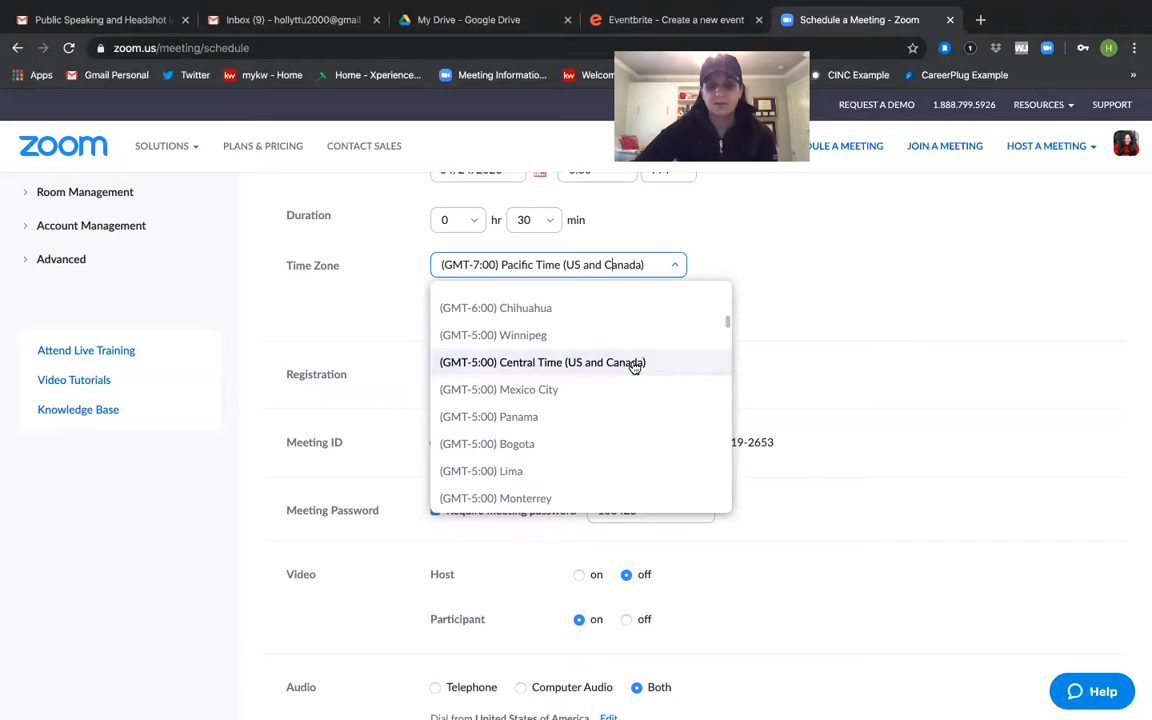 Public Speaking and Headshot
Inbox (9) - hollyttu2000@gmail
My Drive - Google Drive
Eventbrite - Create a new event
Schedule a Meeting - Zoom
zoom.us/meeting/schedule
Apps
Gmail Personal
Twitter
mykw - Home
Home - Xperience...
Meeting Informatio...
Welcom
CINC Example
CareerPlug Example
REQUEST A DEMO
1.888.799.5926
RESOURCES
SUPPORT
zoom
SOLUTIONS
PLANS & PRICING
CONTACT SALES
DULE A MEETING
JOIN A MEETING
HOST A MEETING
Room Management
Account Management
Advanced
Attend Live Training
Video Tutorials
Knowledge Base
Duration
0
hr
30
min
Time Zone
(GMT-7:00) Pacific Time (US and Canada)
(GMT-6:00) Chihuahua
(GMT-5:00) Winnipeg
(GMT-5:00) Central Time (US and Canada)
(GMT-5:00) Mexico City
(GMT-5:00) Panama
(GMT-5:00) Bogota
(GMT-5:00) Lima
(GMT-5:00) Monterrey
Registration
Meeting ID
19-2653
Meeting Password
Require meeting password
Video
Host
on
off
Participant
on
off
Audio
Telephone
Computer Audio
Both
Dial from United States of America
Edit
Help